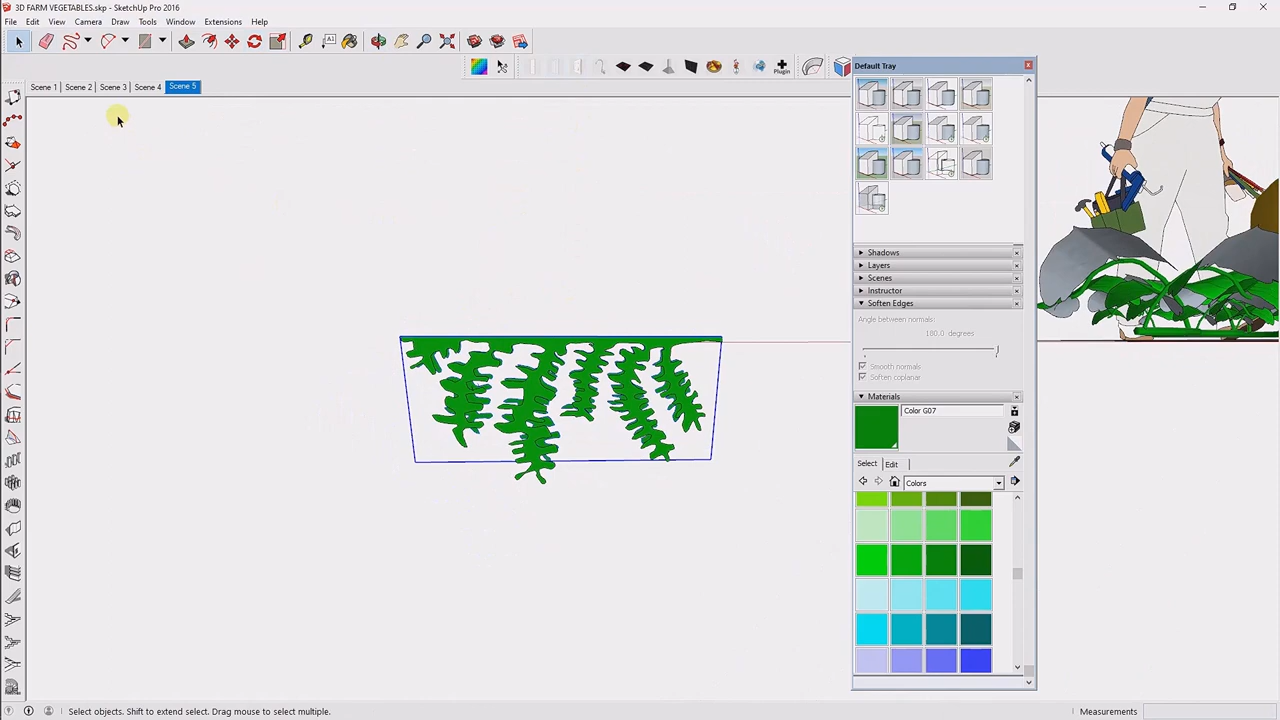 3D FARM VEGETABLES.skp - SketchUp Pro 2016
File Edit View Camera Draw Tools Window Extensions Help
Plugin
Scene 1 Scene 2 Scene 3 Scene 4 Scene 5
Default Tray
Shadows
Layers
Scenes
Instructor
Soften Edges
Angle between normals:
180.0 degrees
Smooth normals
Soften coplanar
Materials
Color G07
Select Edit
Colors
Select objects. Shift to extend select. Drag mouse to select multiple.
Measurements